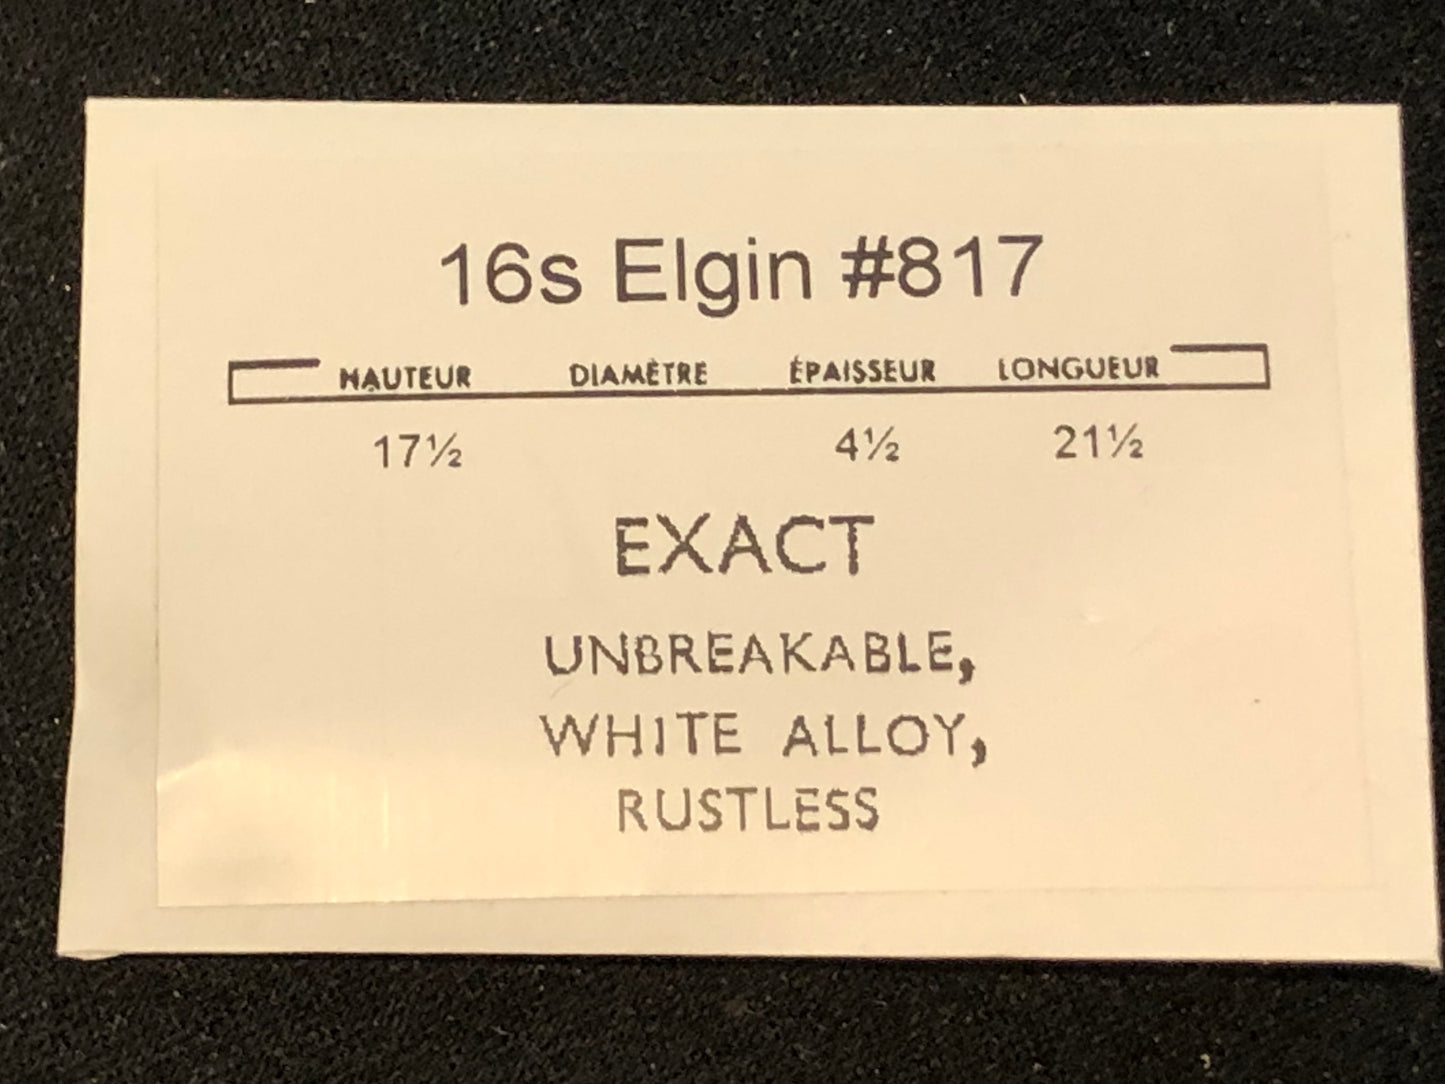 16s Elgin #817
HAUTEUR DIAMÈTRE ÉPAISSEUR LONGUEUR
17½ 4½ 21½
EXACT
UNBREAKABLE,
WHITE ALLOY,
RUSTLESS